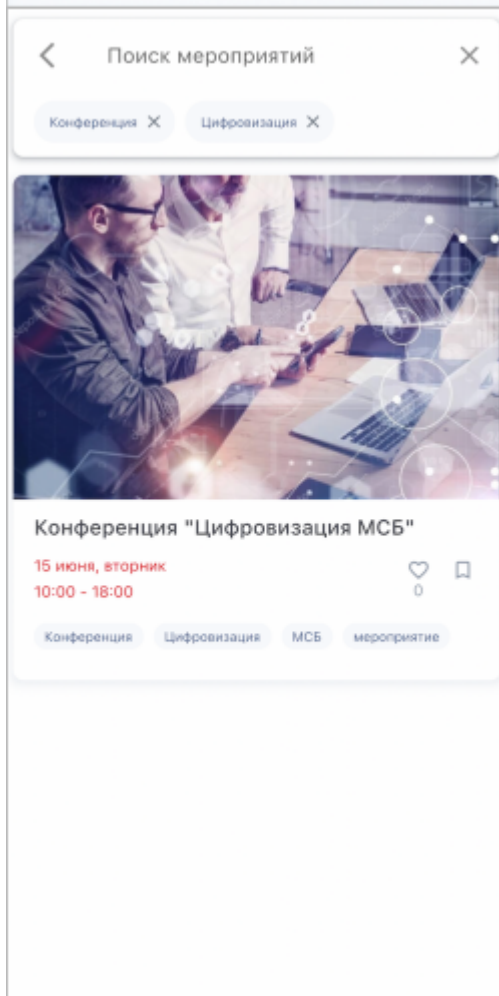 Поиск мероприятий
Конференция Цифровизация
Конференция "Цифровизация МСБ"
15 июня, вторник
10:00 - 18:00
0
Конференция Цифровизация МСБ мероприятие